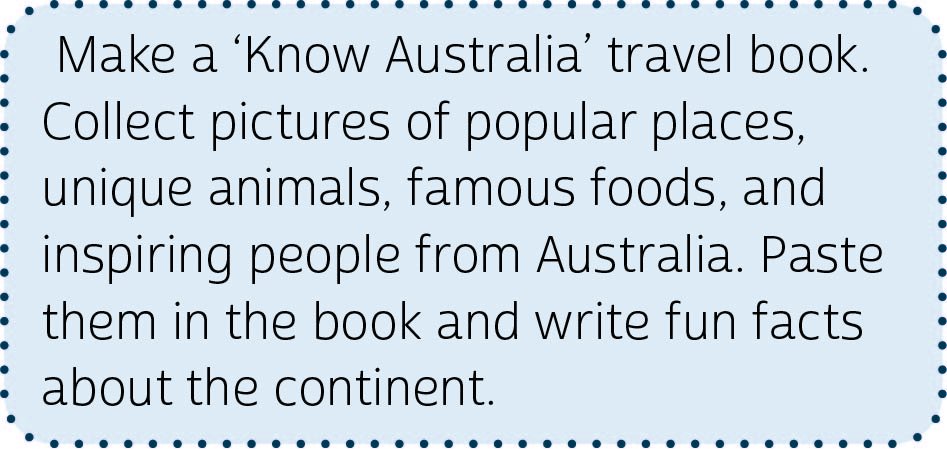 Make a ‘Know Australia’ travel book.
Collect pictures of popular places,
unique animals, famous foods, and
inspiring people from Australia. Paste
them in the book and write fun facts
about the continent.